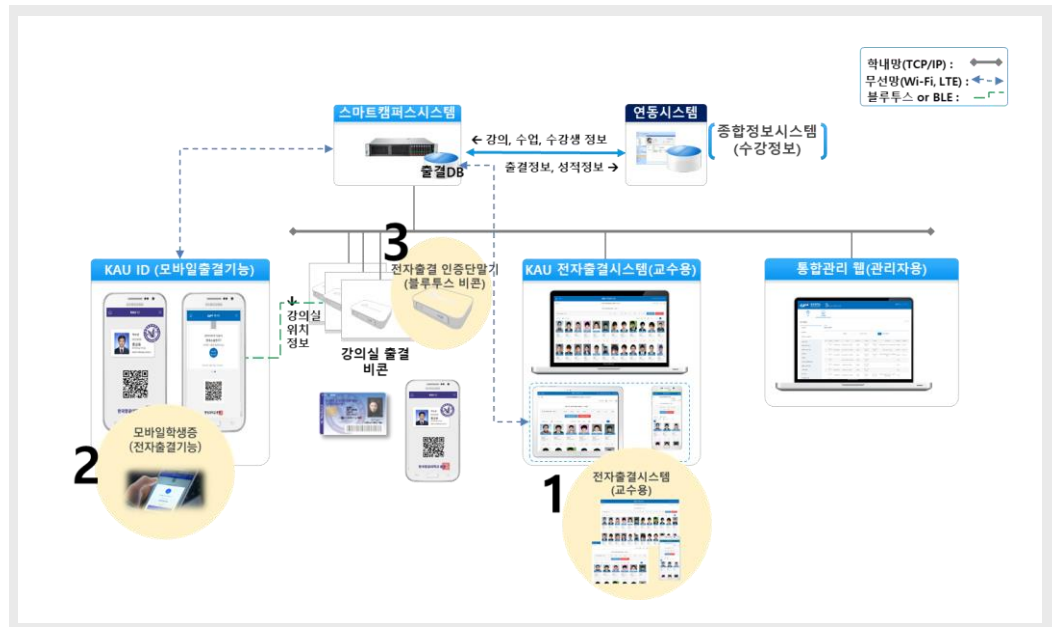 학내망(TCP/IP) :
무선망(Wi-Fi, LTE) :
블루투스 or BLE :
스마트캠퍼스시스템
출결DB
← 강의, 수업, 수강생 정보
출결정보, 성적정보 →
연동시스템
종합정보시스템
(수강정보)
KAU ID (모바일출결기능)
강의실
위치
정보
강의실 출결
비콘
3
전자출결 인증단말기
(블루투스 비콘)
KAU 전자출결시스템(교수용)
통합관리 웹(관리자용)
2
모바일학생증
(전자출결기능)
1
전자출결시스템
(교수용)